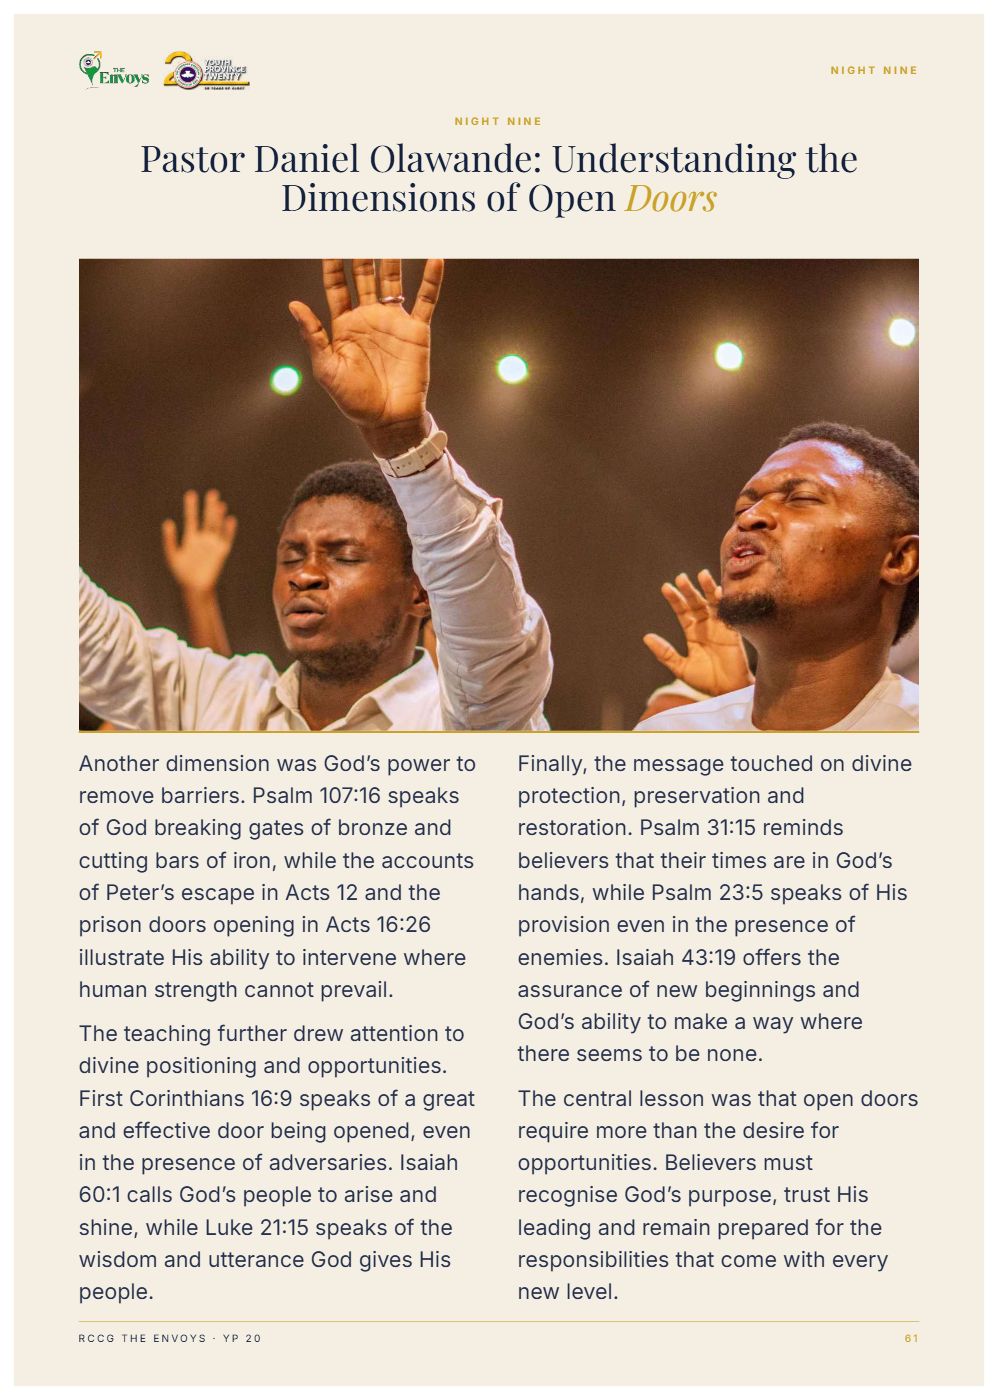 THE
Envoys
YOUTH
PROVINCE
TWENTY
NIGHT NINE
NIGHT NINE
Pastor Daniel Olawande: Understanding the
Dimensions of Open Doors
Another dimension was God’s power to
remove barriers. Psalm 107:16 speaks
of God breaking gates of bronze and
cutting bars of iron, while the accounts
of Peter’s escape in Acts 12 and the
prison doors opening in Acts 16:26
illustrate His ability to intervene where
human strength cannot prevail.
The teaching further drew attention to
divine positioning and opportunities.
First Corinthians 16:9 speaks of a great
and effective door being opened, even
in the presence of adversaries. Isaiah
60:1 calls God’s people to arise and
shine, while Luke 21:15 speaks of the
wisdom and utterance God gives His
people.
Finally, the message touched on divine
protection, preservation and
restoration. Psalm 31:15 reminds
believers that their times are in God’s
hands, while Psalm 23:5 speaks of His
provision even in the presence of
enemies. Isaiah 43:19 offers the
assurance of new beginnings and
God’s ability to make a way where
there seems to be none.
The central lesson was that open doors
require more than the desire for
opportunities. Believers must
recognise God’s purpose, trust His
leading and remain prepared for the
responsibilities that come with every
new level.
RCCG THE ENVOYS · YP 20
61